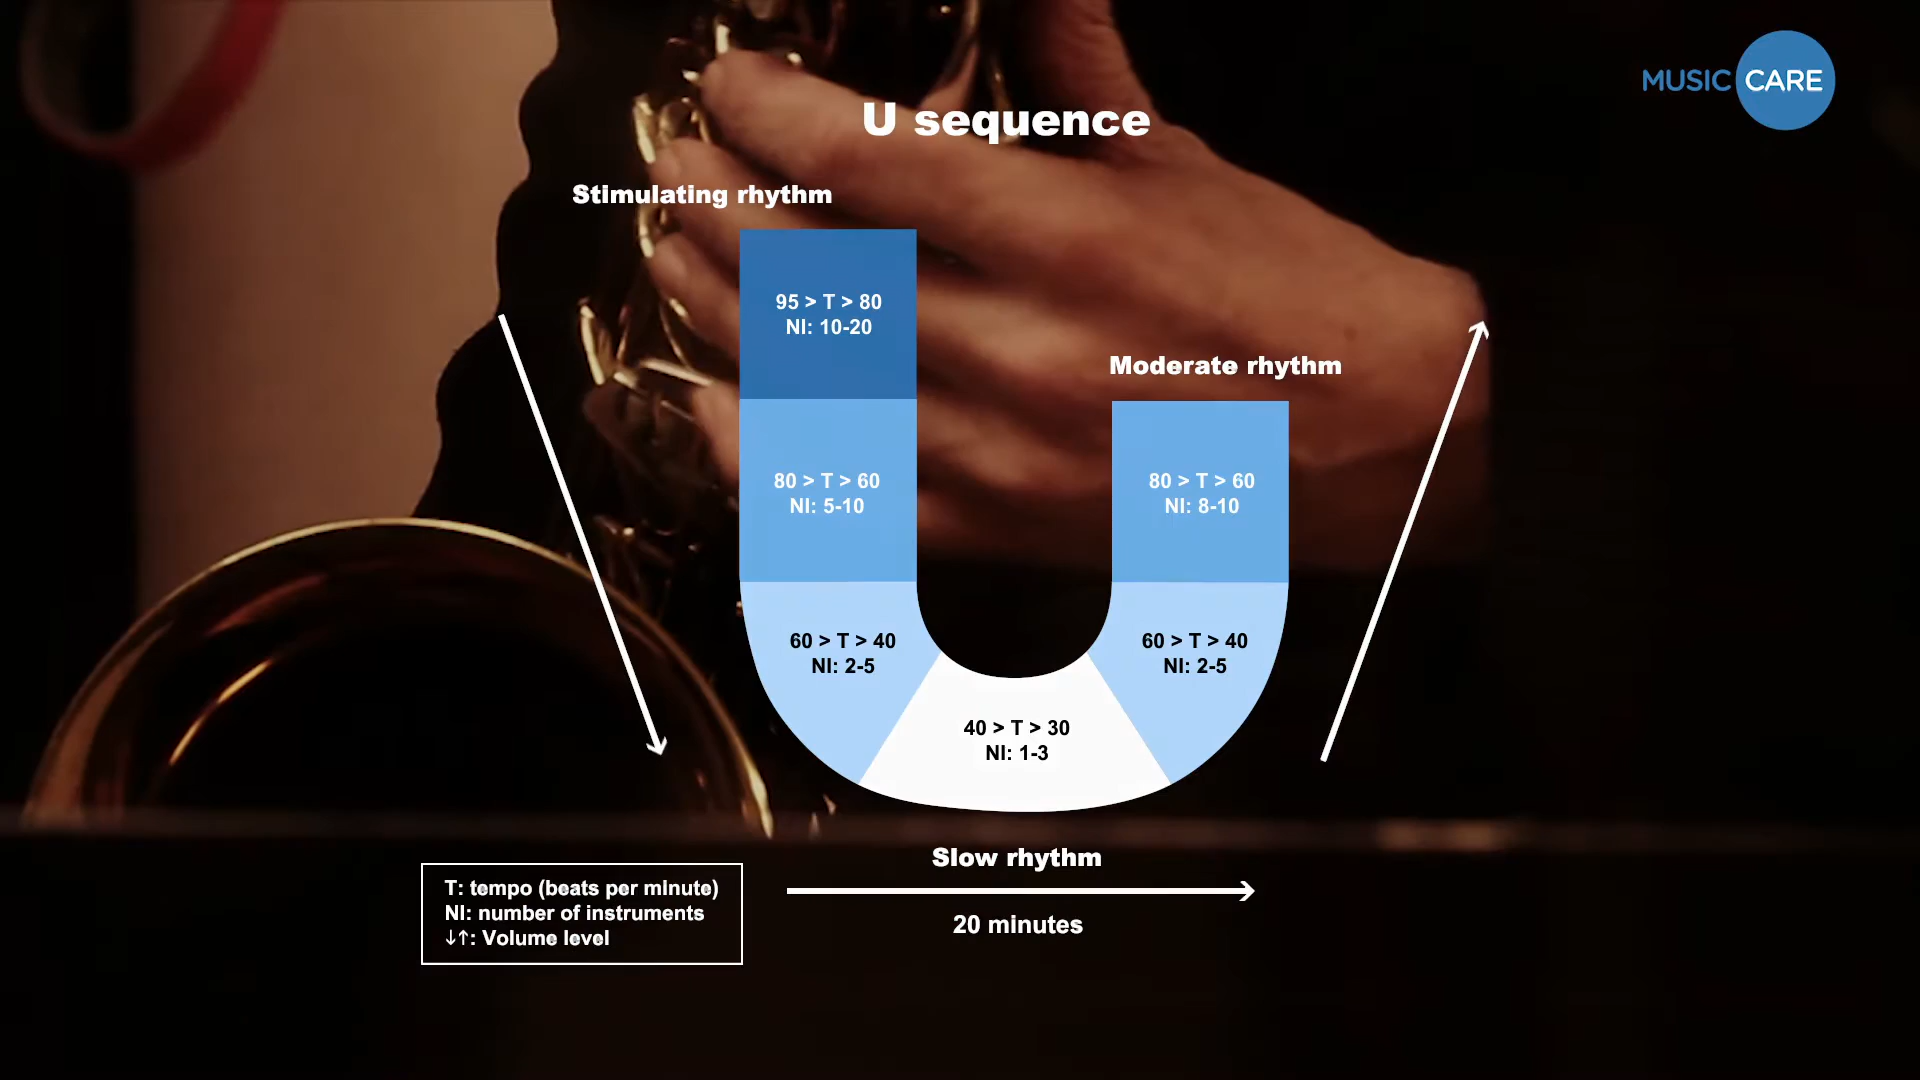 MUSIC CARE
U sequence
Stimulating rhythm
95 > T > 80
NI: 10-20
Moderate rhythm
80 > T > 60
NI: 5-10
80 > T > 60
NI: 8-10
60 > T > 40
NI: 2-5
60 > T > 40
NI: 2-5
40 > T > 30
NI: 1-3
Slow rhythm
20 minutes
T: tempo (beats per minute)
NI: number of instruments
↓↑: Volume level